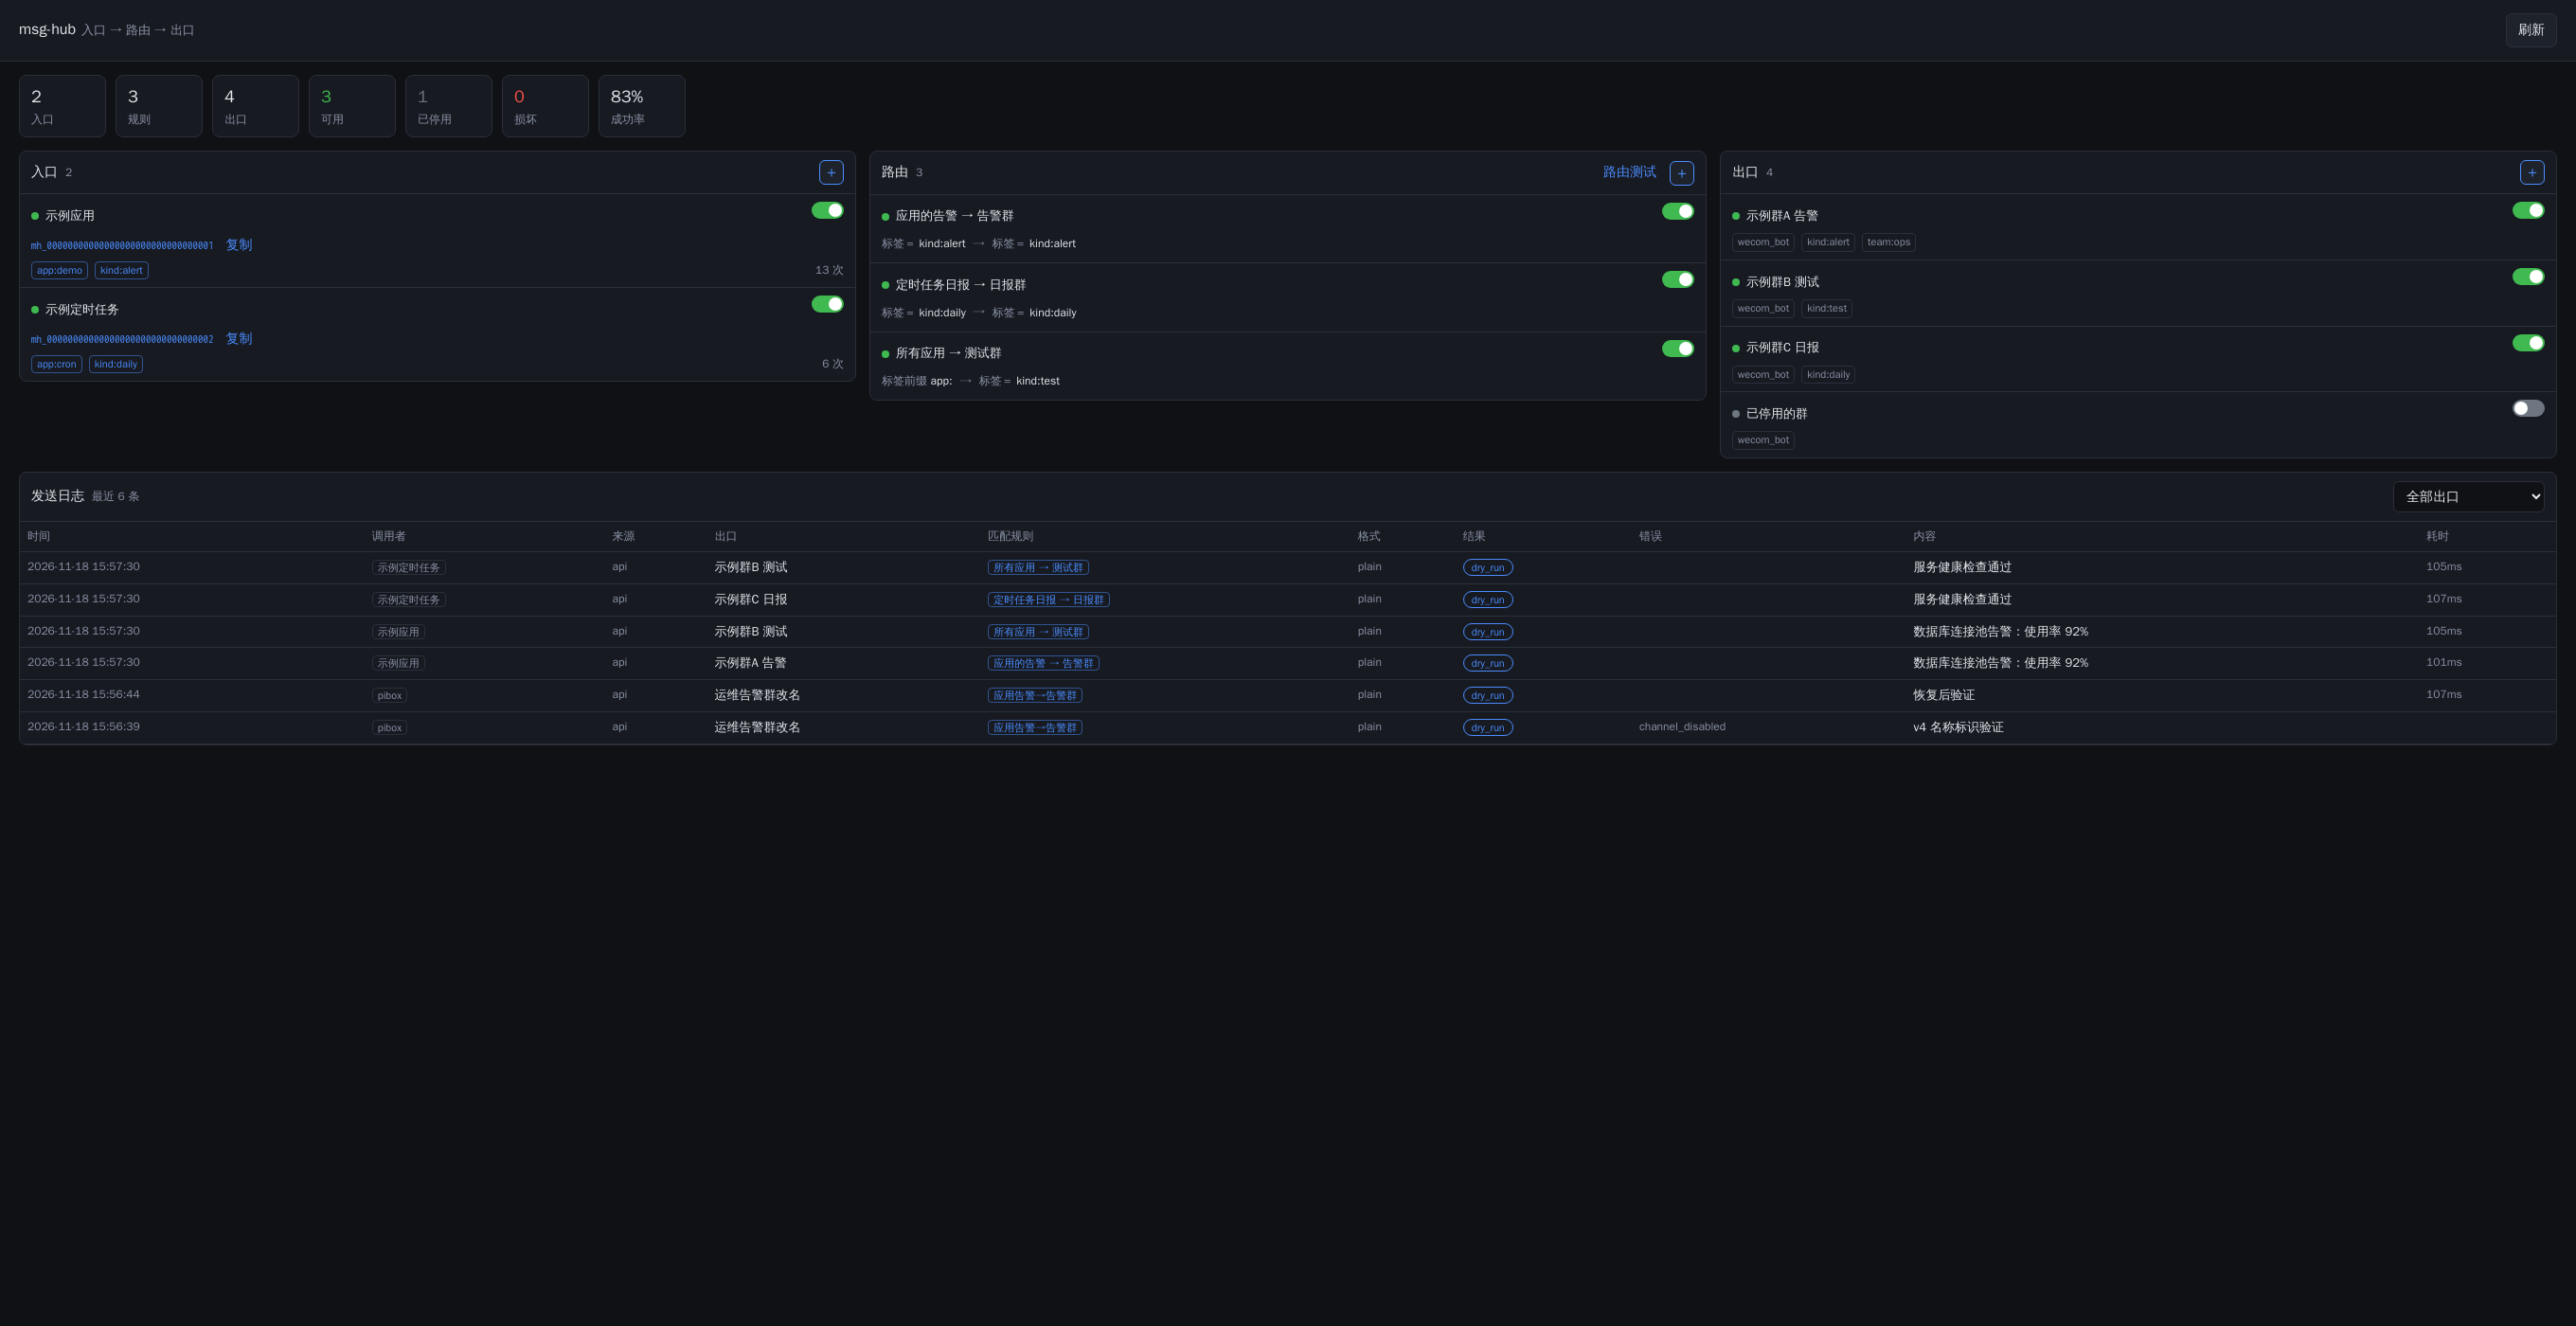 msg-hub 入口 → 路由 → 出口
刷新
2
入口
3
规则
4
出口
3
可用
1
已停用
0
损坏
83%
成功率
入口 2
+
示例应用
mh_00000000000000000000000000000001 复制
app:demo kind:alert 13 次
示例定时任务
mh_00000000000000000000000000000002 复制
app:cron kind:daily 6 次
路由 3 路由测试 +
应用的告警 → 告警群
标签 = kind:alert → 标签 = kind:alert
定时任务日报 → 日报群
标签 = kind:daily → 标签 = kind:daily
所有应用 → 测试群
标签前缀 app: → 标签 = kind:test
出口 4
+
示例群A 告警
wecom_bot kind:alert team:ops
示例群B 测试
wecom_bot kind:test
示例群C 日报
wecom_bot kind:daily
已停用的群
wecom_bot
发送日志 最近 6 条 全部出口
时间 调用者 来源 出口 匹配规则 格式 结果 错误 内容 耗时
2026-11-18 15:57:30 示例定时任务 api 示例群B 测试 所有应用 → 测试群 plain dry_run 服务健康检查通过 105ms
2026-11-18 15:57:30 示例定时任务 api 示例群C 日报 定时任务日报 → 日报群 plain dry_run 服务健康检查通过 107ms
2026-11-18 15:57:30 示例应用 api 示例群B 测试 所有应用 → 测试群 plain dry_run 数据库连接池告警：使用率 92% 105ms
2026-11-18 15:57:30 示例应用 api 示例群A 告警 应用的告警 → 告警群 plain dry_run 数据库连接池告警：使用率 92% 101ms
2026-11-18 15:56:44 pibox api 运维告警群改名 应用告警→告警群 plain dry_run 恢复后验证 107ms
2026-11-18 15:56:39 pibox api 运维告警群改名 应用告警→告警群 plain dry_run channel_disabled v4 名称标识验证